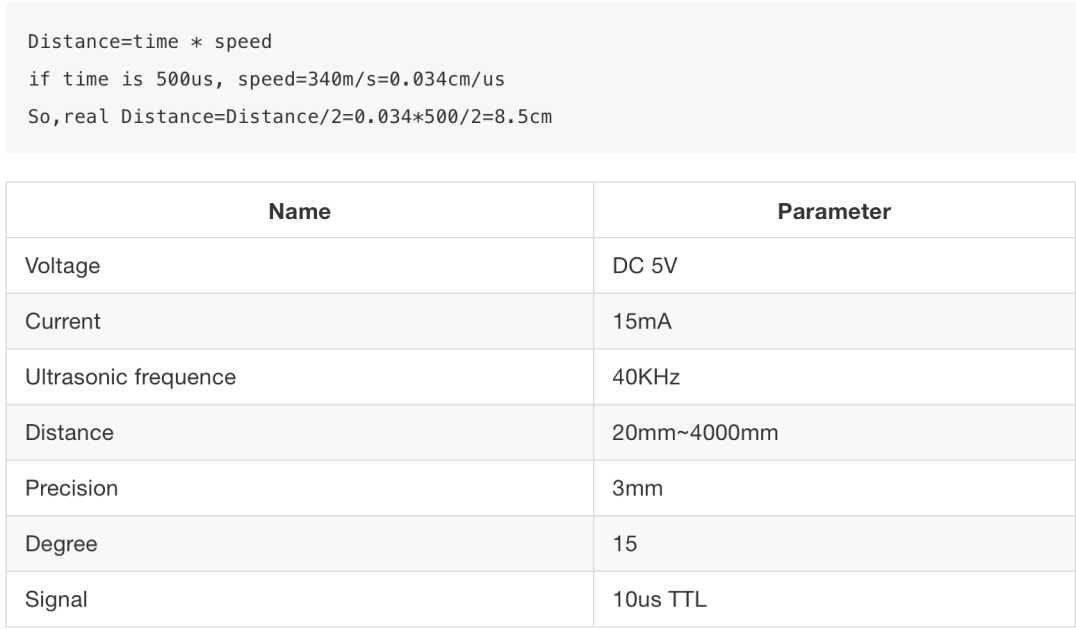 Distance=time * speed
if time is 500us, speed=340m/s=0.034cm/us
So,real Distance=Distance/2=0.034*500/2=8.5cm
Name Parameter
Voltage DC 5V
Current 15mA
Ultrasonic frequence 40KHz
Distance 20mm~4000mm
Precision 3mm
Degree 15
Signal 10us TTL